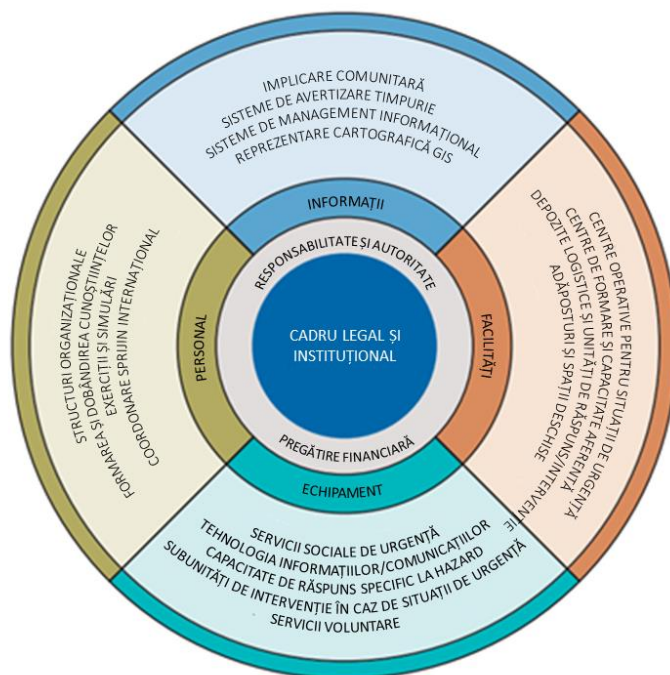 IMPLICARE COMUNITARĂ
SISTEME DE AVERTIZARE TIMPURIE
SISTEME DE MANAGEMENT INFORMAȚIONAL
REPREZENTARE CARTOGRAFICĂ GIS
INFORMAȚII
RESPONSABILITATE ȘI AUTORITATE
CADRU LEGAL ȘI
INSTITUȚIONAL
PREGĂTIRE FINANCIARĂ
PERSONAL
STRUCTURI ORGANIZAȚIONALE
FORMAREA ȘI DOBÂNDIREA CUNOȘTIINȚELOR
EXERCIȚII ȘI SIMULĂRI
COORDONARE SPRIJIN INTERNAȚIONAL
FACILITĂȚI
CENTRE OPERATIVE PENTRU SITUAȚII DE URGENȚĂ
CENTRE DE FORMARE ȘI CAPACITATE AFERENTĂ
DEPOZITE LOGISTICE ȘI UNITĂȚI DE RĂSPUNS/INTERVENȚIE
ADĂPOSTURI ȘI SPAȚII DESCHISE
ECHIPAMENT
SERVICII SOCIALE DE URGENȚĂ
TEHNOLOGIA INFORMAȚIILOR/COMUNICAȚIILOR
CAPACITATE DE RĂSPUNS SPECIFIC LA HAZARD
SUBUNITĂȚI DE INTERVENȚIE ÎN CAZ DE SITUAȚII DE URGENȚĂ
SERVICII VOLUNTARE